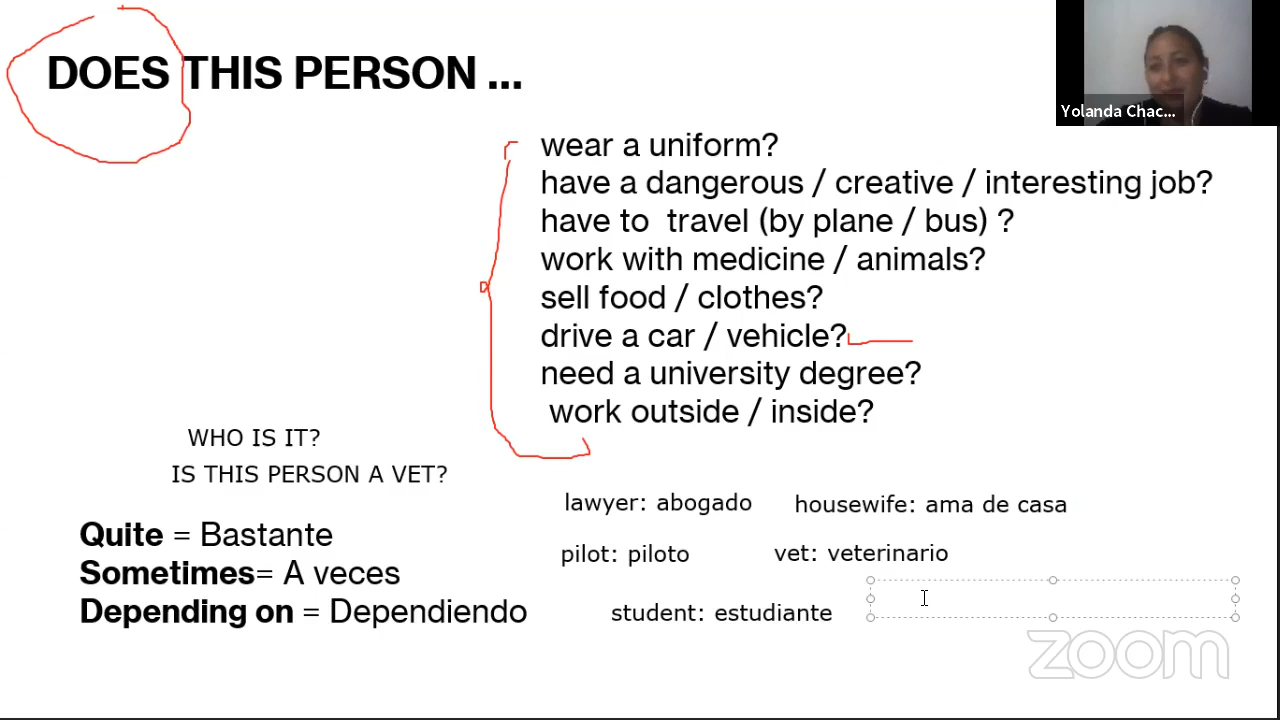 DOES THIS PERSON ...
Yolanda Chac...
wear a uniform?
have a dangerous / creative / interesting job?
have to travel (by plane / bus) ?
work with medicine / animals?
sell food / clothes?
drive a car / vehicle?
need a university degree?
work outside / inside?
WHO IS IT?
IS THIS PERSON A VET?
Quite = Bastante
Sometimes= A veces
Depending on = Dependiendo
lawyer: abogado
housewife: ama de casa
pilot: piloto
vet: veterinario
student: estudiante
zoom